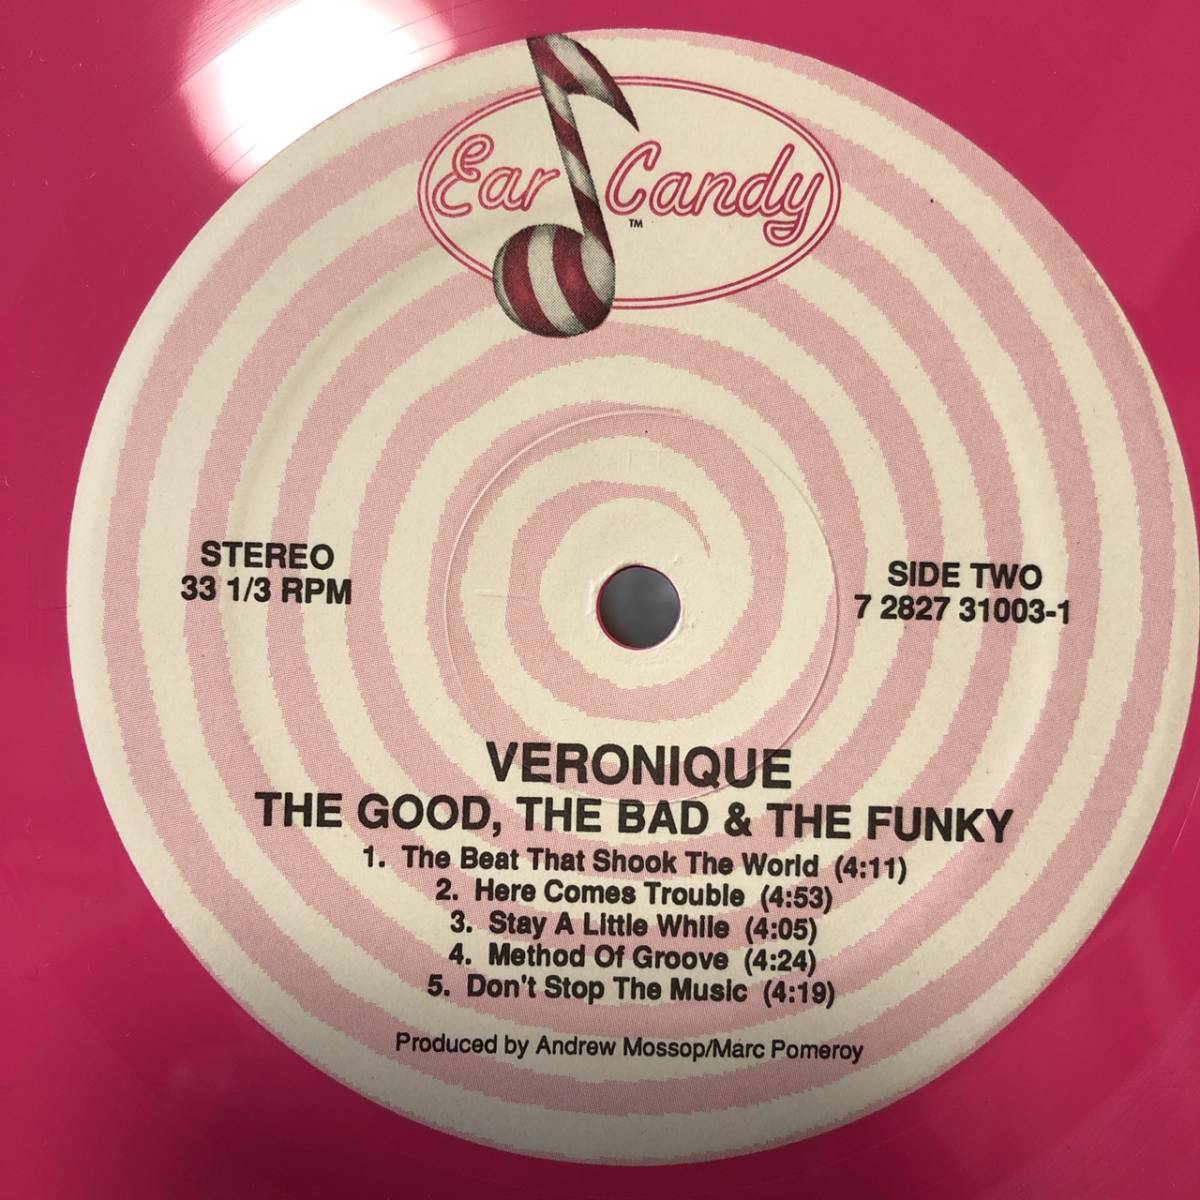 Ear Candy
TM
STEREO
33 1/3 RPM
SIDE TWO
7 2827 31003-1
VERONIQUE
THE GOOD, THE BAD & THE FUNKY
1. The Beat That Shook The World (4:11)
2. Here Comes Trouble (4:53)
3. Stay A Little While (4:05)
4. Method Of Groove (4:24)
5. Don't Stop The Music (4:19)
Produced by Andrew Mossop/Marc Pomeroy